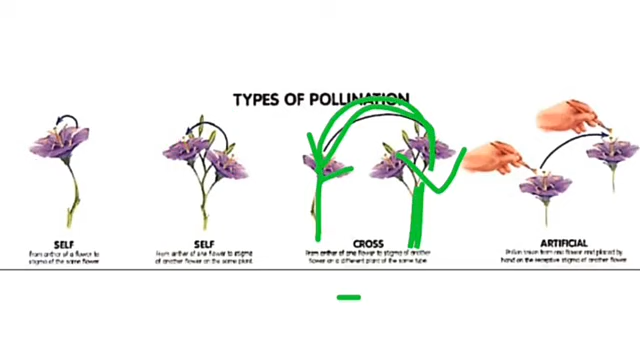 TYPES OF POLLINATION
SELF
From anther of a flower to
stigma of the same flower
SELF
From anther of one flower to stigma
of another flower on the same plant
CROSS
From anther of one flower to stigma of another
flower on a different plant of the same type
ARTIFICIAL
Pollen taken from one flower and placed by
hand on the receptive stigma of another flower